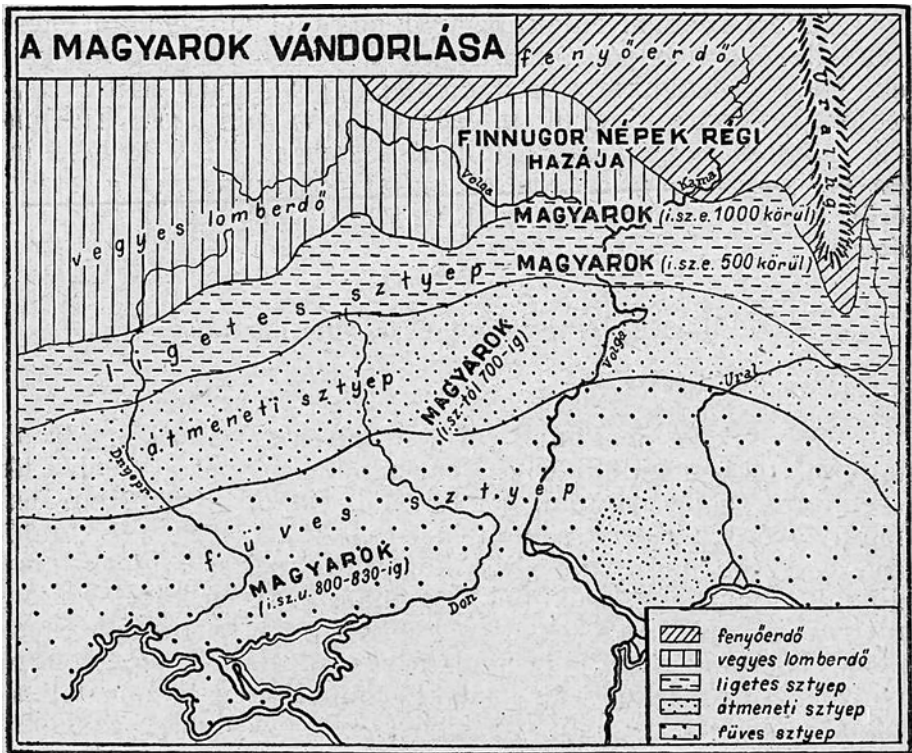 A MAGYAROK VÁNDORLÁSA
fenyőerdő
Ural-hg
FINNUGOR NÉPEK RÉGI
HAZÁJA
Volga
Káma
vegyes lomberdő
MAGYAROK (i.sz.e. 1000 körül)
MAGYAROK (i.sz.e. 500 körül)
ligetes sztyep
Volga
MAGYAROK
(i.sz-tól 700-ig)
Ural
átmeneti sztyep
Dnyepr
füves sztyep
MAGYAROK
(i.sz.u. 800-830-ig)
Don
fenyőerdő
vegyes lomberdő
ligetes sztyep
átmeneti sztyep
füves sztyep